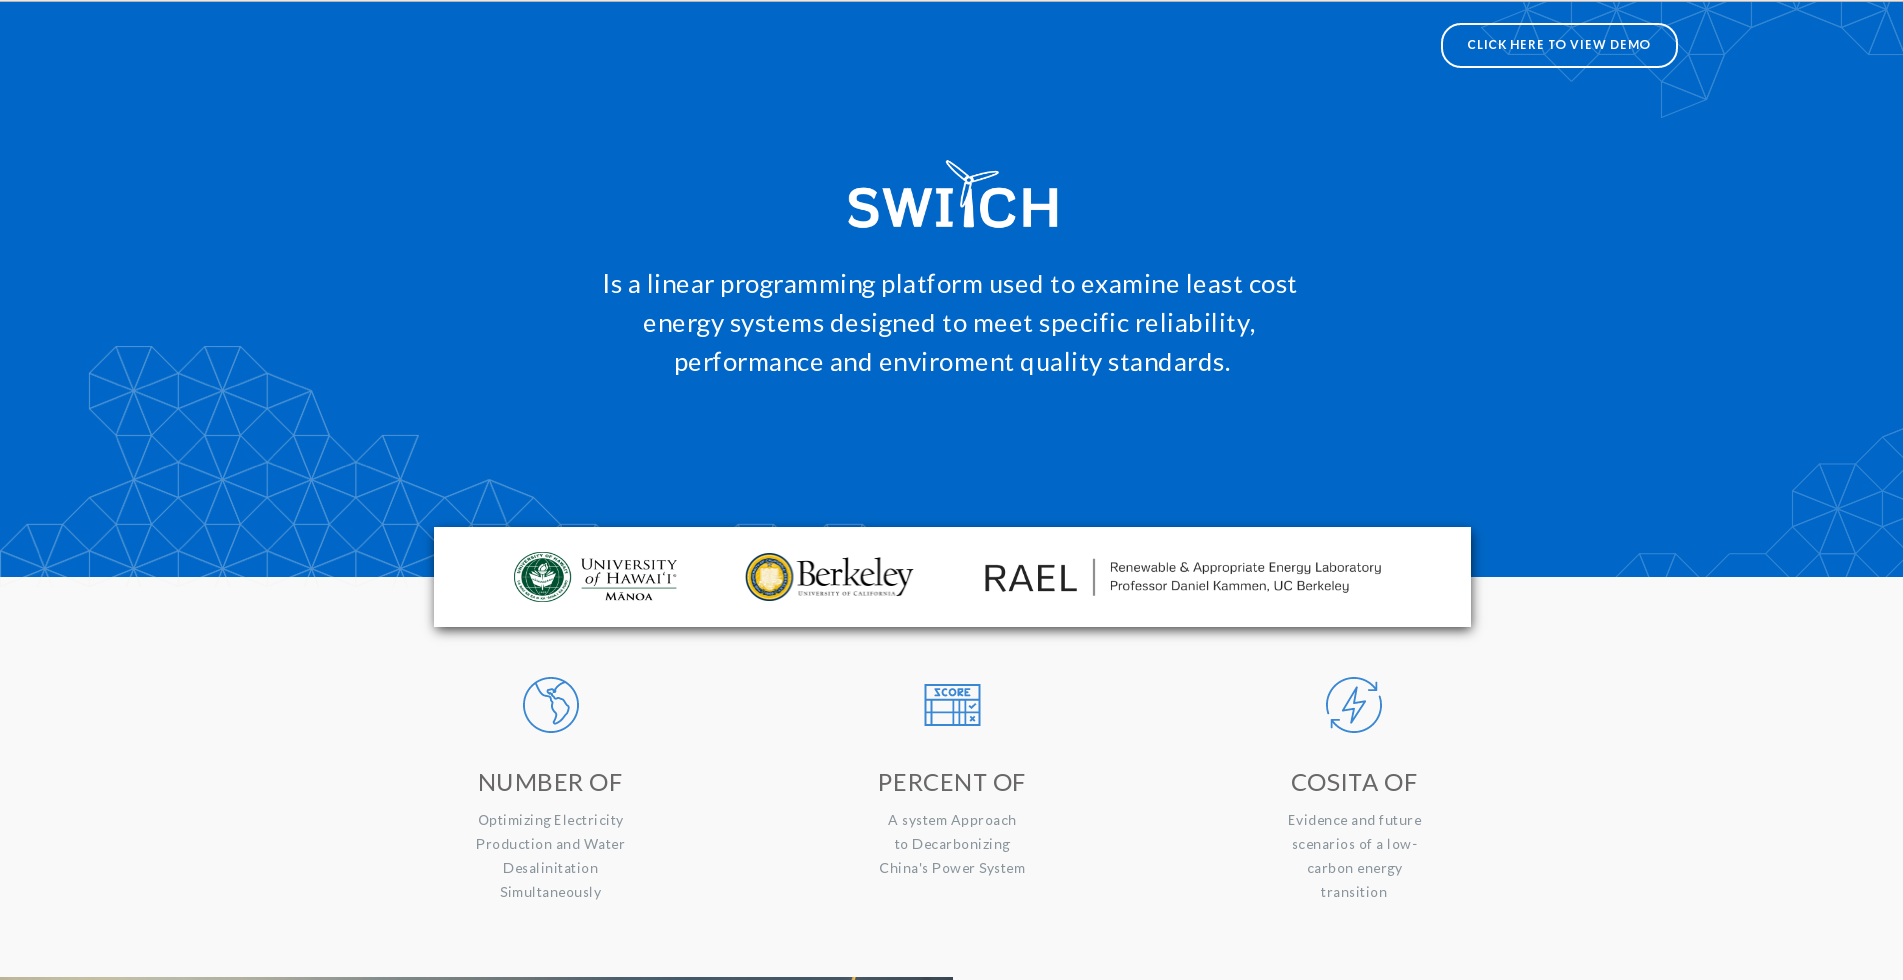 CLICK HERE TO VIEW DEMO
SWITCH
Is a linear programming platform used to examine least cost
energy systems designed to meet specific reliability,
performance and enviroment quality standards.
UNIVERSITY
of HAWAI'I
MĀNOA
Berkeley
UNIVERSITY OF CALIFORNIA
RAEL
Renewable & Appropriate Energy Laboratory
Professor Daniel Kammen, UC Berkeley
SCORE
NUMBER OF
Optimizing Electricity
Production and Water
Desalinitation
Simultaneously
PERCENT OF
A system Approach
to Decarbonizing
China's Power System
COSITA OF
Evidence and future
scenarios of a low-
carbon energy
transition